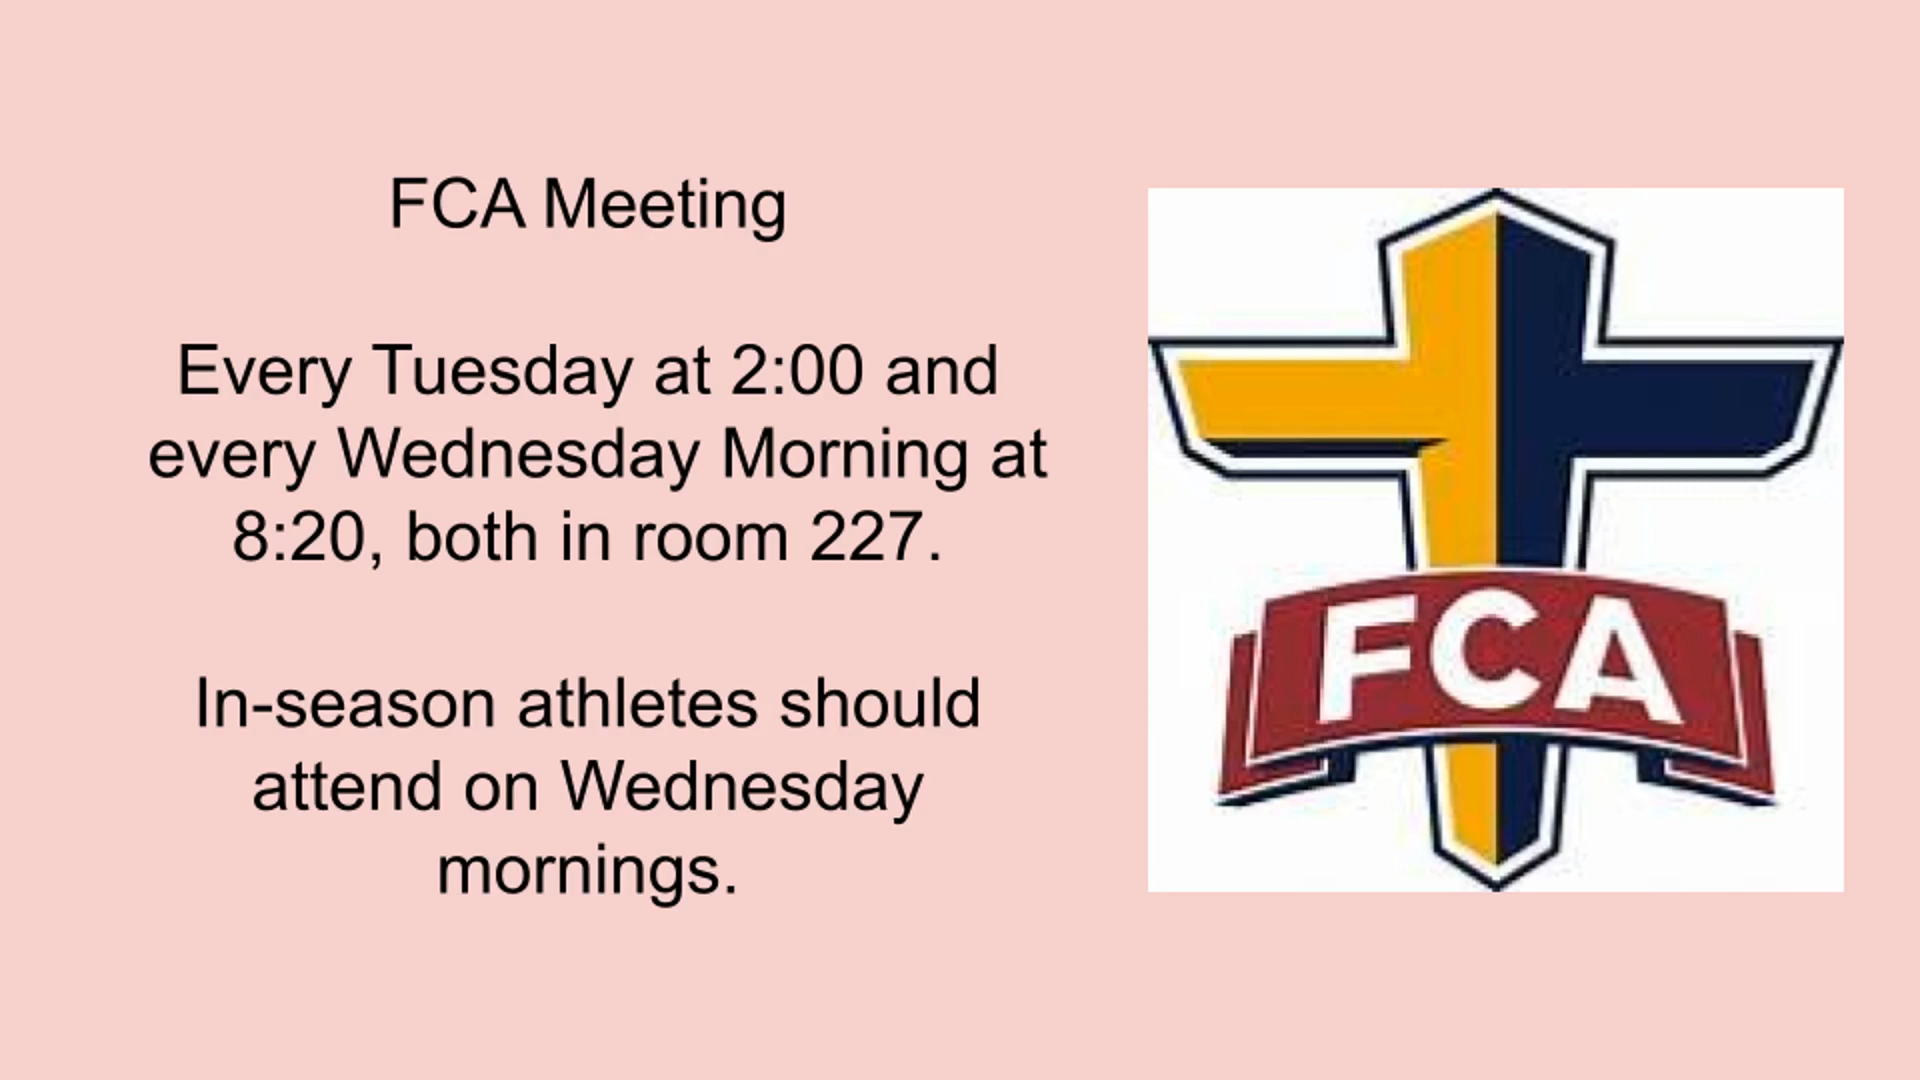 FCA Meeting
Every Tuesday at 2:00 and
every Wednesday Morning at
8:20, both in room 227.
In-season athletes should
attend on Wednesday
mornings.
FCA